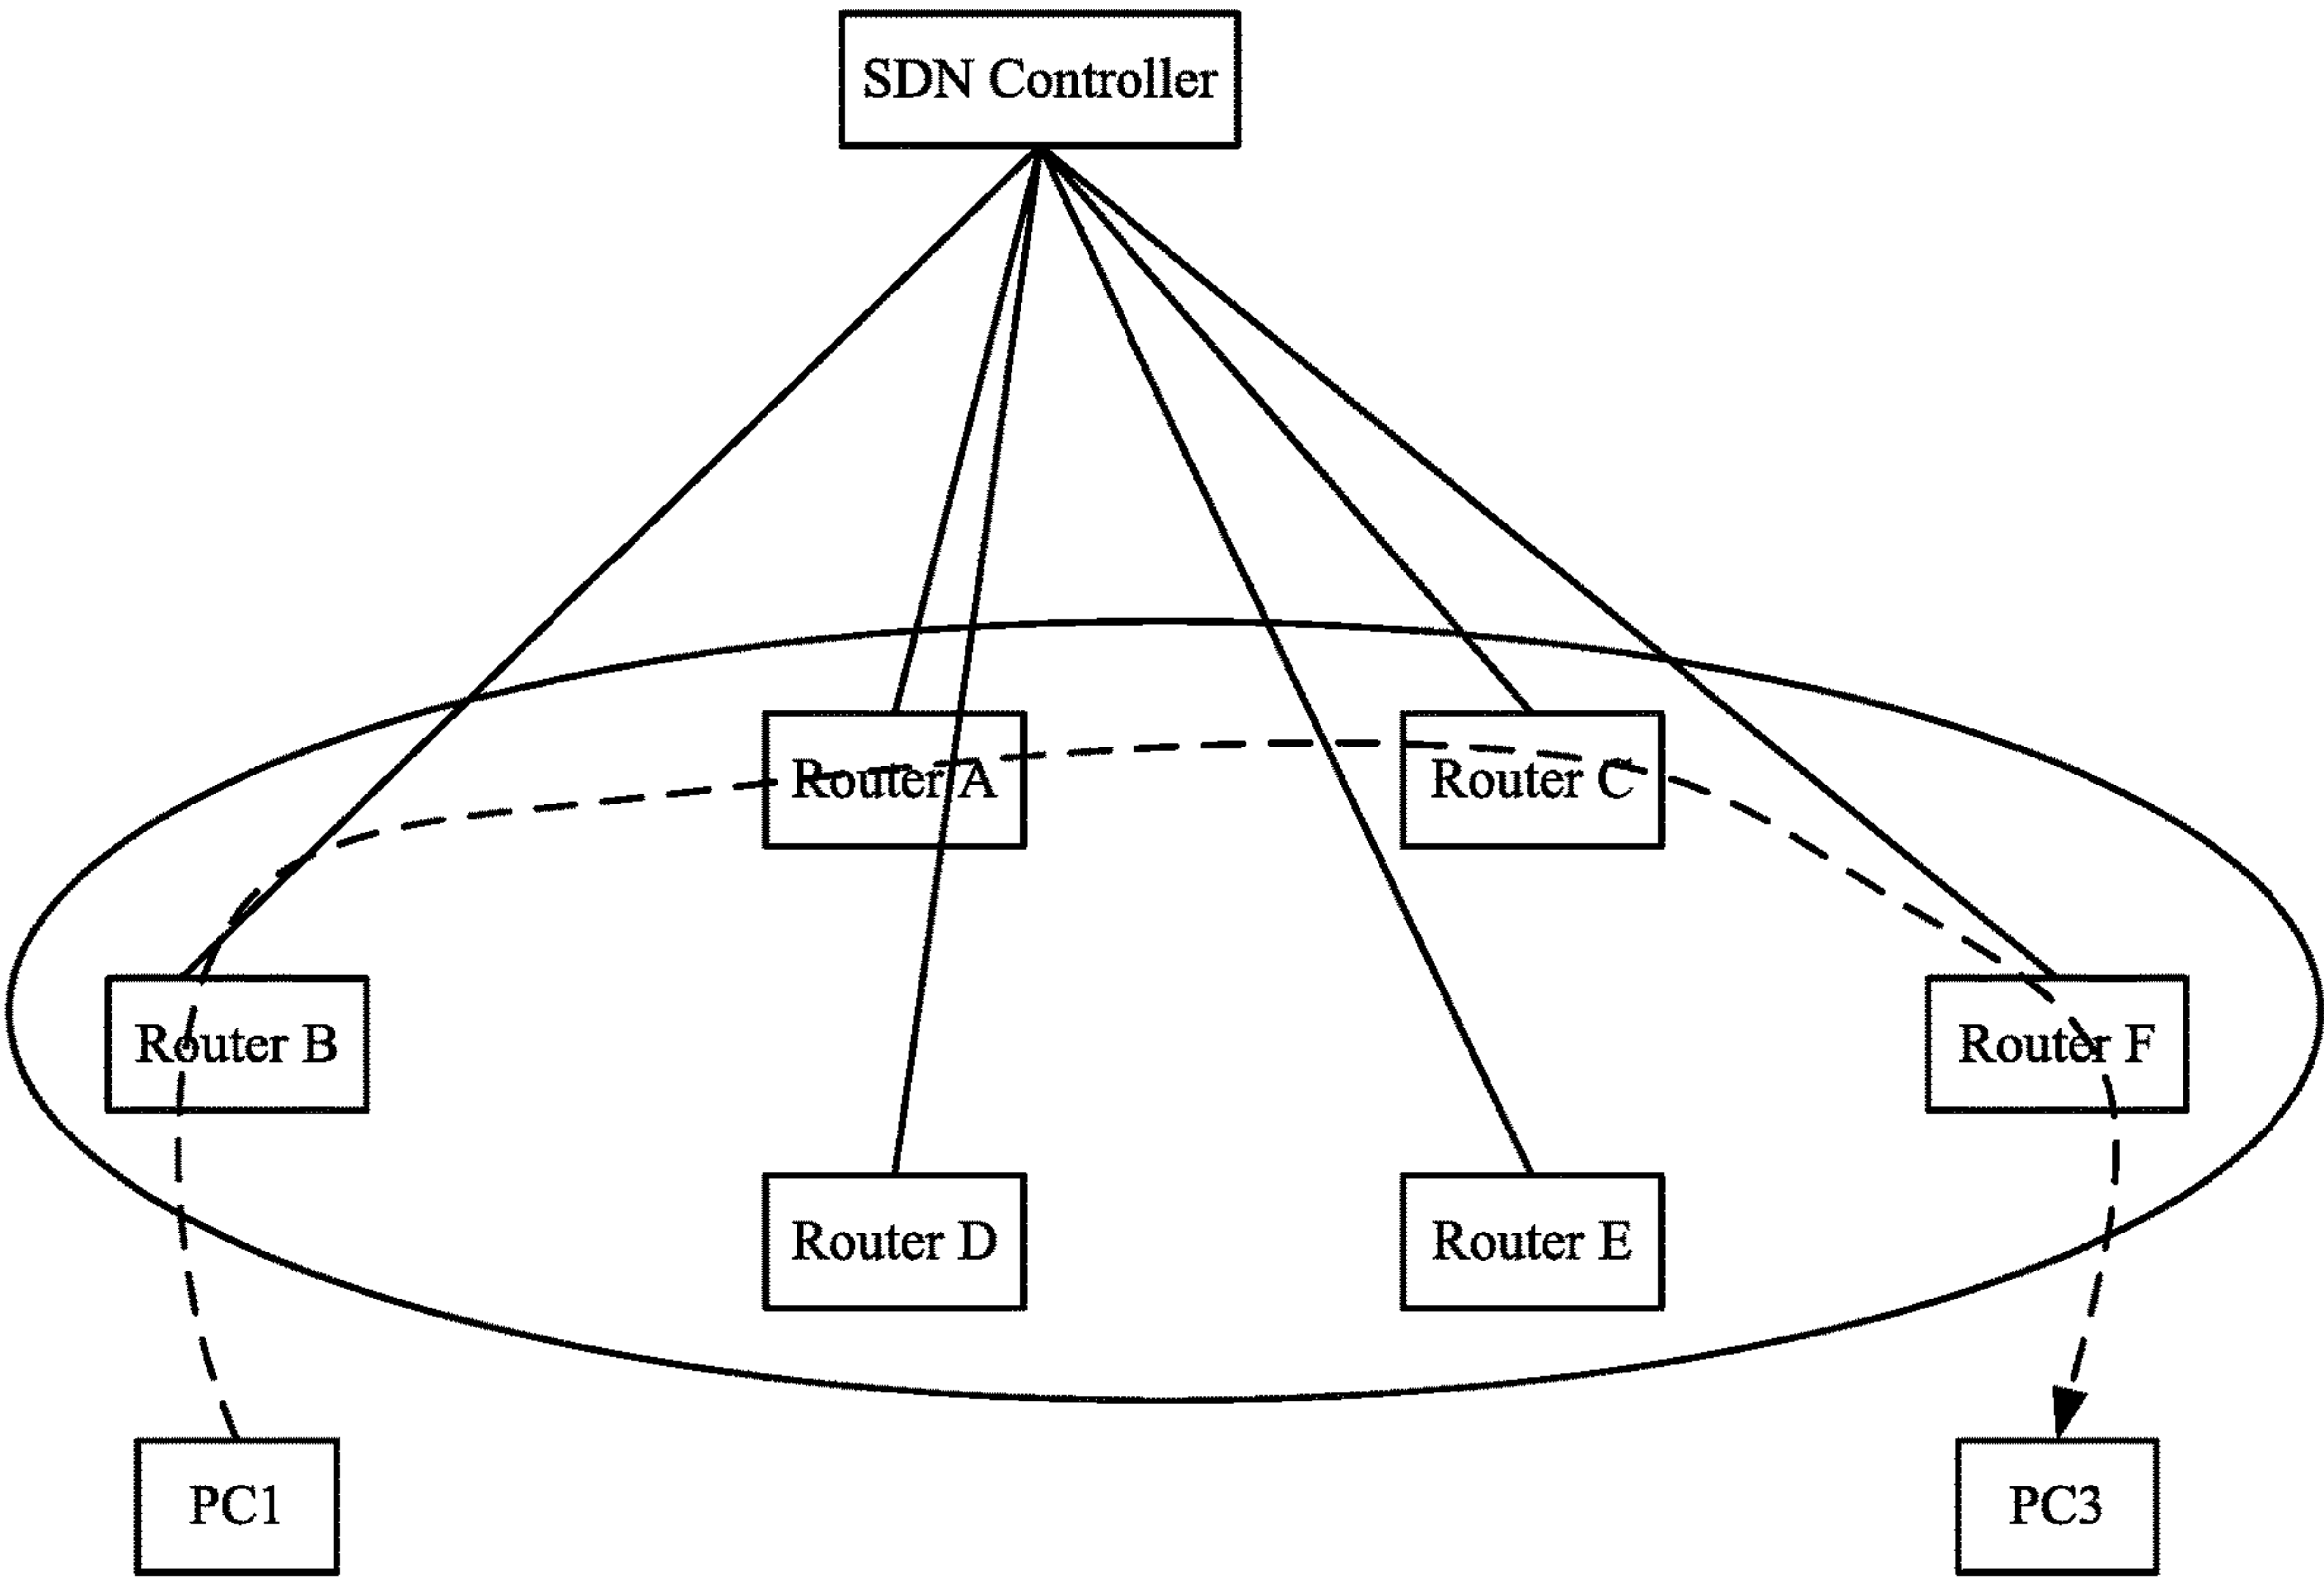 SDN Controller
Router A
Router C
Router B
Router F
Router D
Router E
PC1
PC3